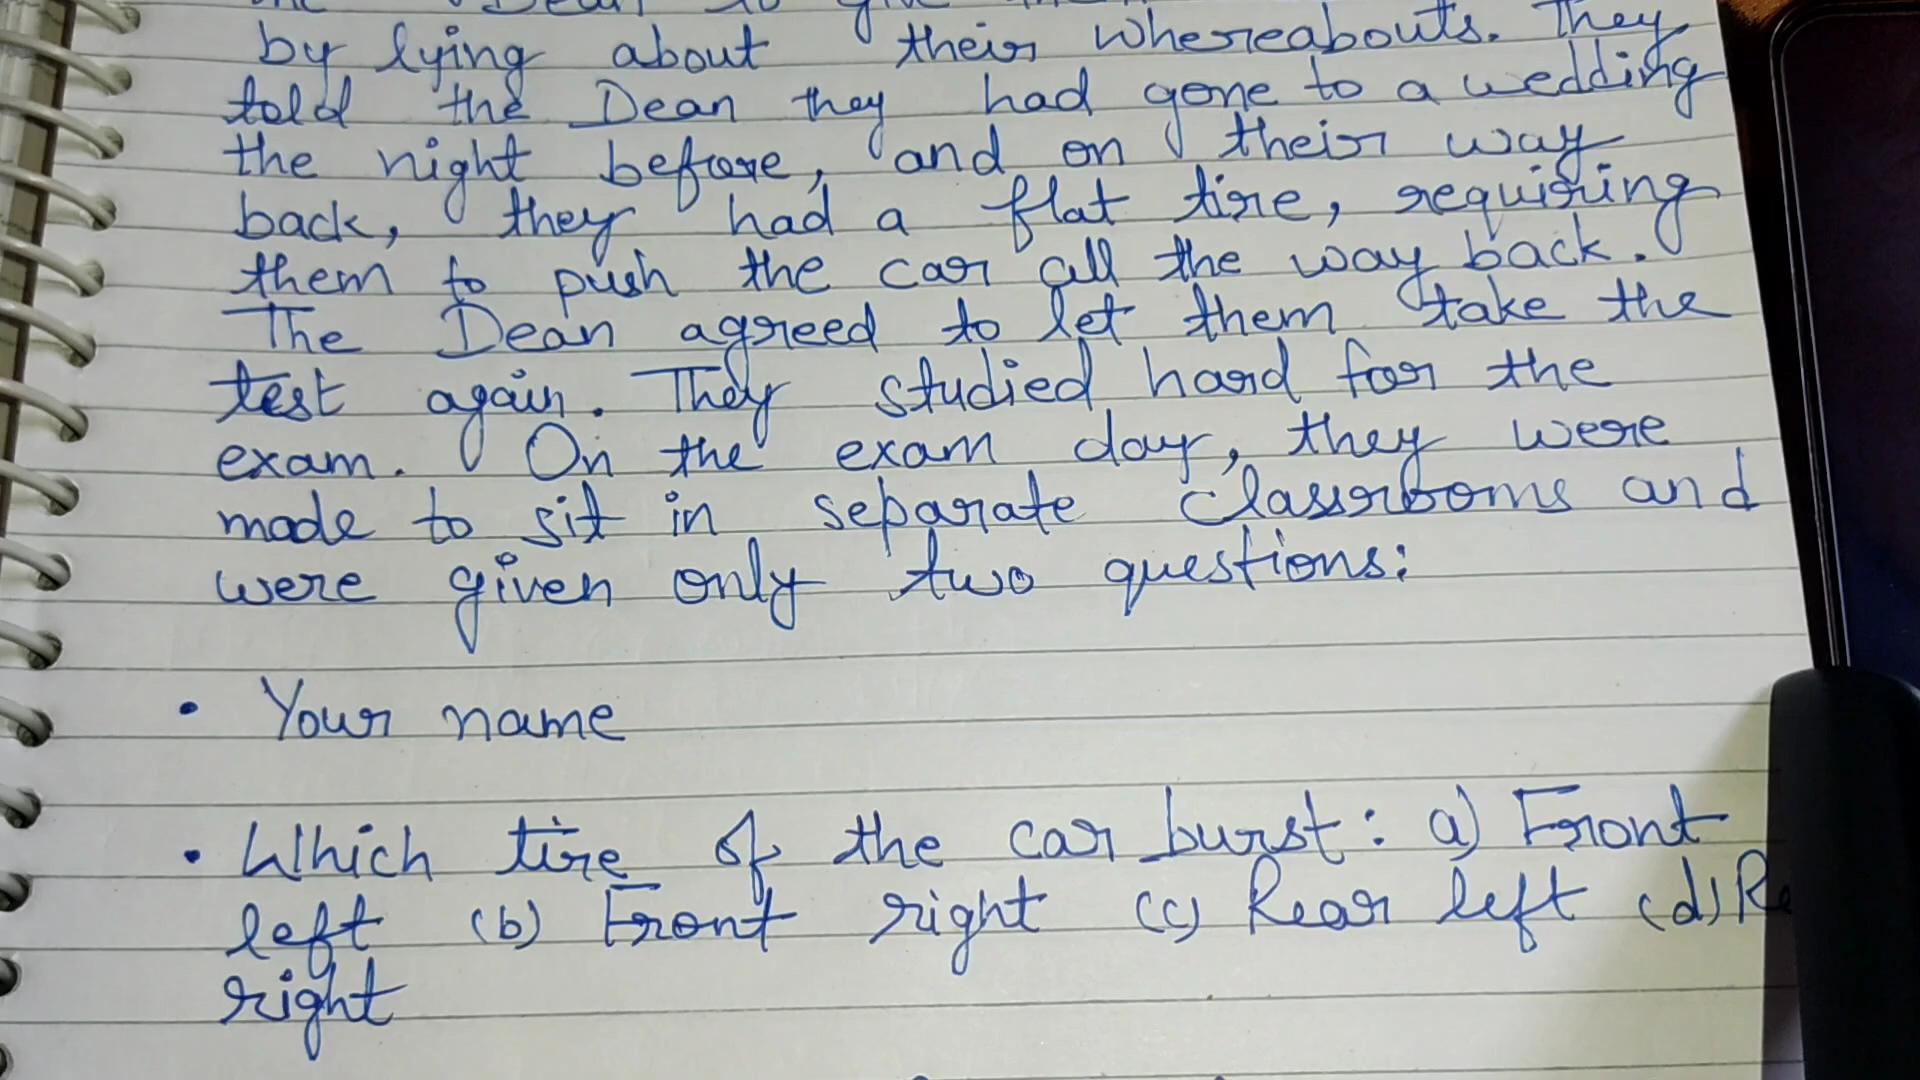 by lying about their whereabouts. They
told the Dean they had gone to a wedding
the night before, and on their way
back, they had a flat tire, requiring
them to push the car all the way back.
The Dean agreed to let them take the
test again. They studied hard for the
exam. On the exam day, they were
made to sit in separate classrooms and
were given only two questions:
• Your name
• Which tire of the car burst: a) Front
left (b) Front right (c) Rear left (d)
right